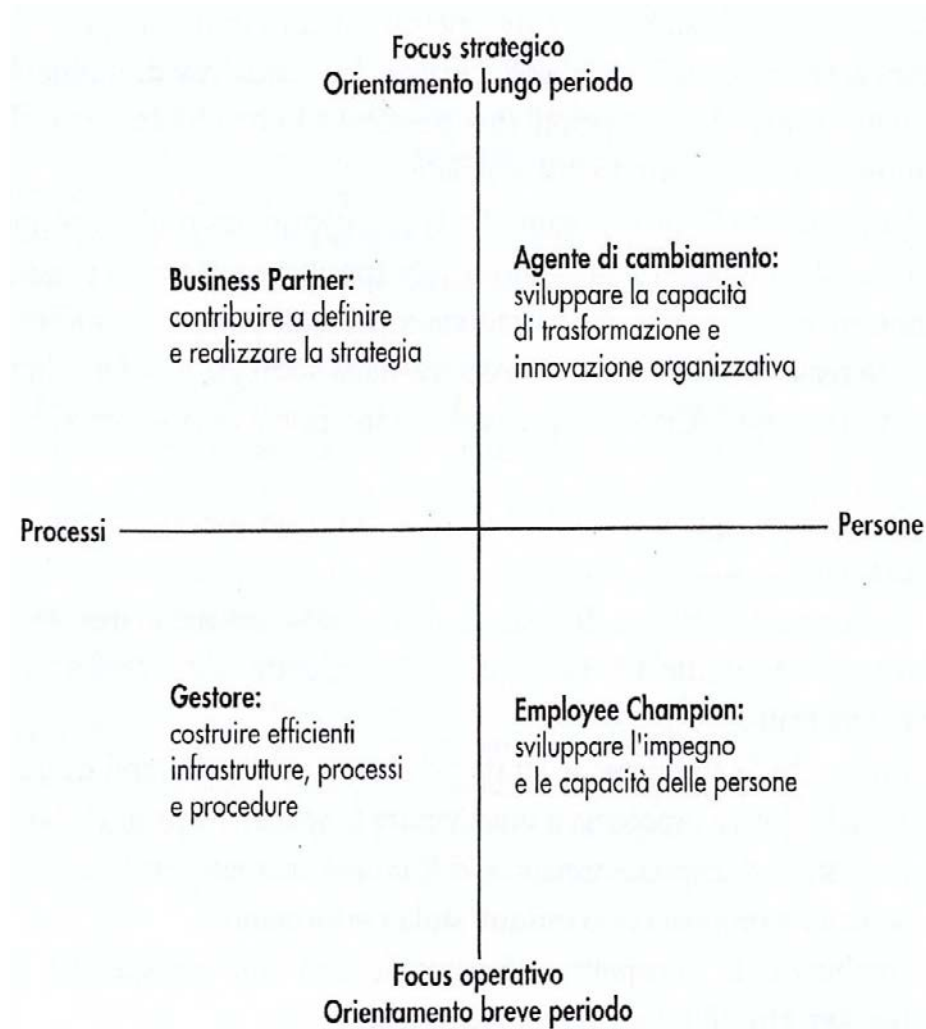 Focus strategico
Orientamento lungo periodo
Business Partner:
contribuire a definire
e realizzare la strategia
Agente di cambiamento:
sviluppare la capacità
di trasformazione e
innovazione organizzativa
Processi
Persone
Gestore:
costruire efficienti
infrastrutture, processi
e procedure
Employee Champion:
sviluppare l'impegno
e le capacità delle persone
Focus operativo
Orientamento breve periodo